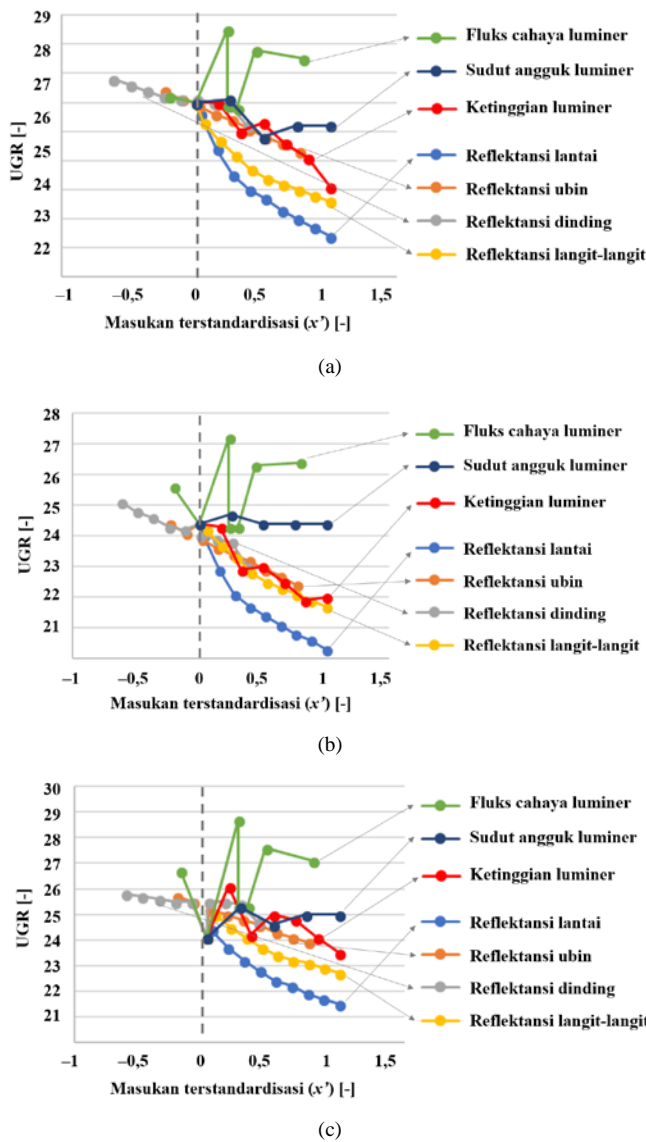 29
28
27
26
25
24
23
22
UGR [-]
−1
−0,5
0
0,5
1
1,5
Masukan terstandardisasi (x’) [-]
Fluks cahaya luminer
Sudut angguk luminer
Ketinggian luminer
Reflektansi lantai
Reflektansi ubin
Reflektansi dinding
Reflektansi langit-langit
(a)
28
27
26
25
24
23
22
21
20
UGR [-]
−1
−0,5
0
0,5
1
1,5
Masukan terstandardisasi (x’) [-]
Fluks cahaya luminer
Sudut angguk luminer
Ketinggian luminer
Reflektansi lantai
Reflektansi ubin
Reflektansi dinding
Reflektansi langit-langit
(b)
30
29
28
27
26
25
24
23
22
21
UGR [-]
−1
−0,5
0
0,5
1
1,5
Masukan terstandardisasi (x’) [-]
Fluks cahaya luminer
Sudut angguk luminer
Ketinggian luminer
Reflektansi lantai
Reflektansi ubin
Reflektansi dinding
Reflektansi langit-langit
(c)